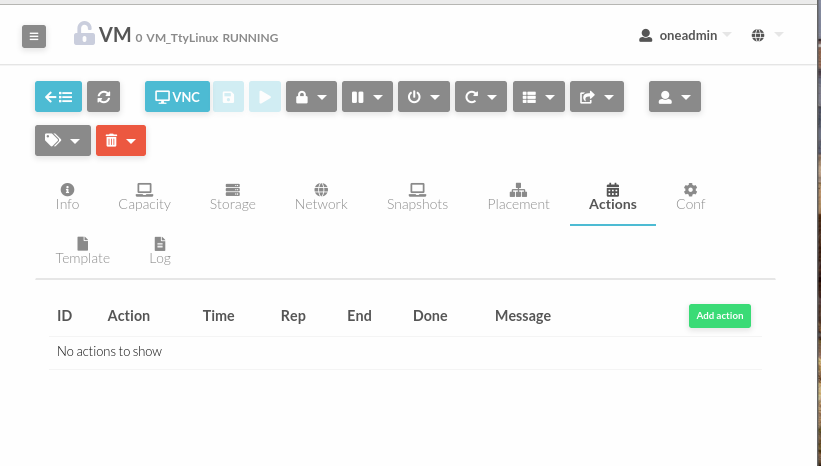 VM 0 VM_TtyLinux RUNNING oneadmin
VNC
Info Capacity Storage Network Snapshots Placement Actions Conf
Template Log
ID Action Time Rep End Done Message Add action
No actions to show